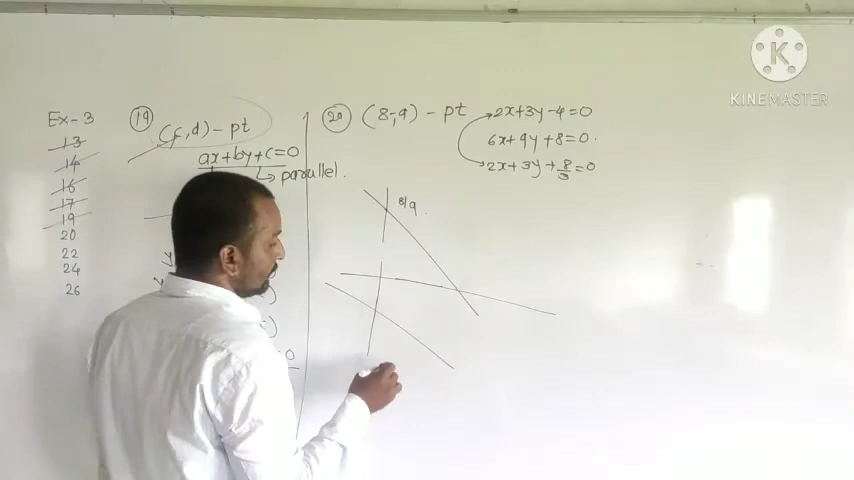 Ex-3
13
14
16
17
19
20
22
24
26
19
(c,d) - pt
ax+by+c=0
parallel.
0
20 (8,-9) - pt
2x+3y-4=0
6x+9y+8=0.
2x+3y+8/3=0
8/9
K
KINEMASTER